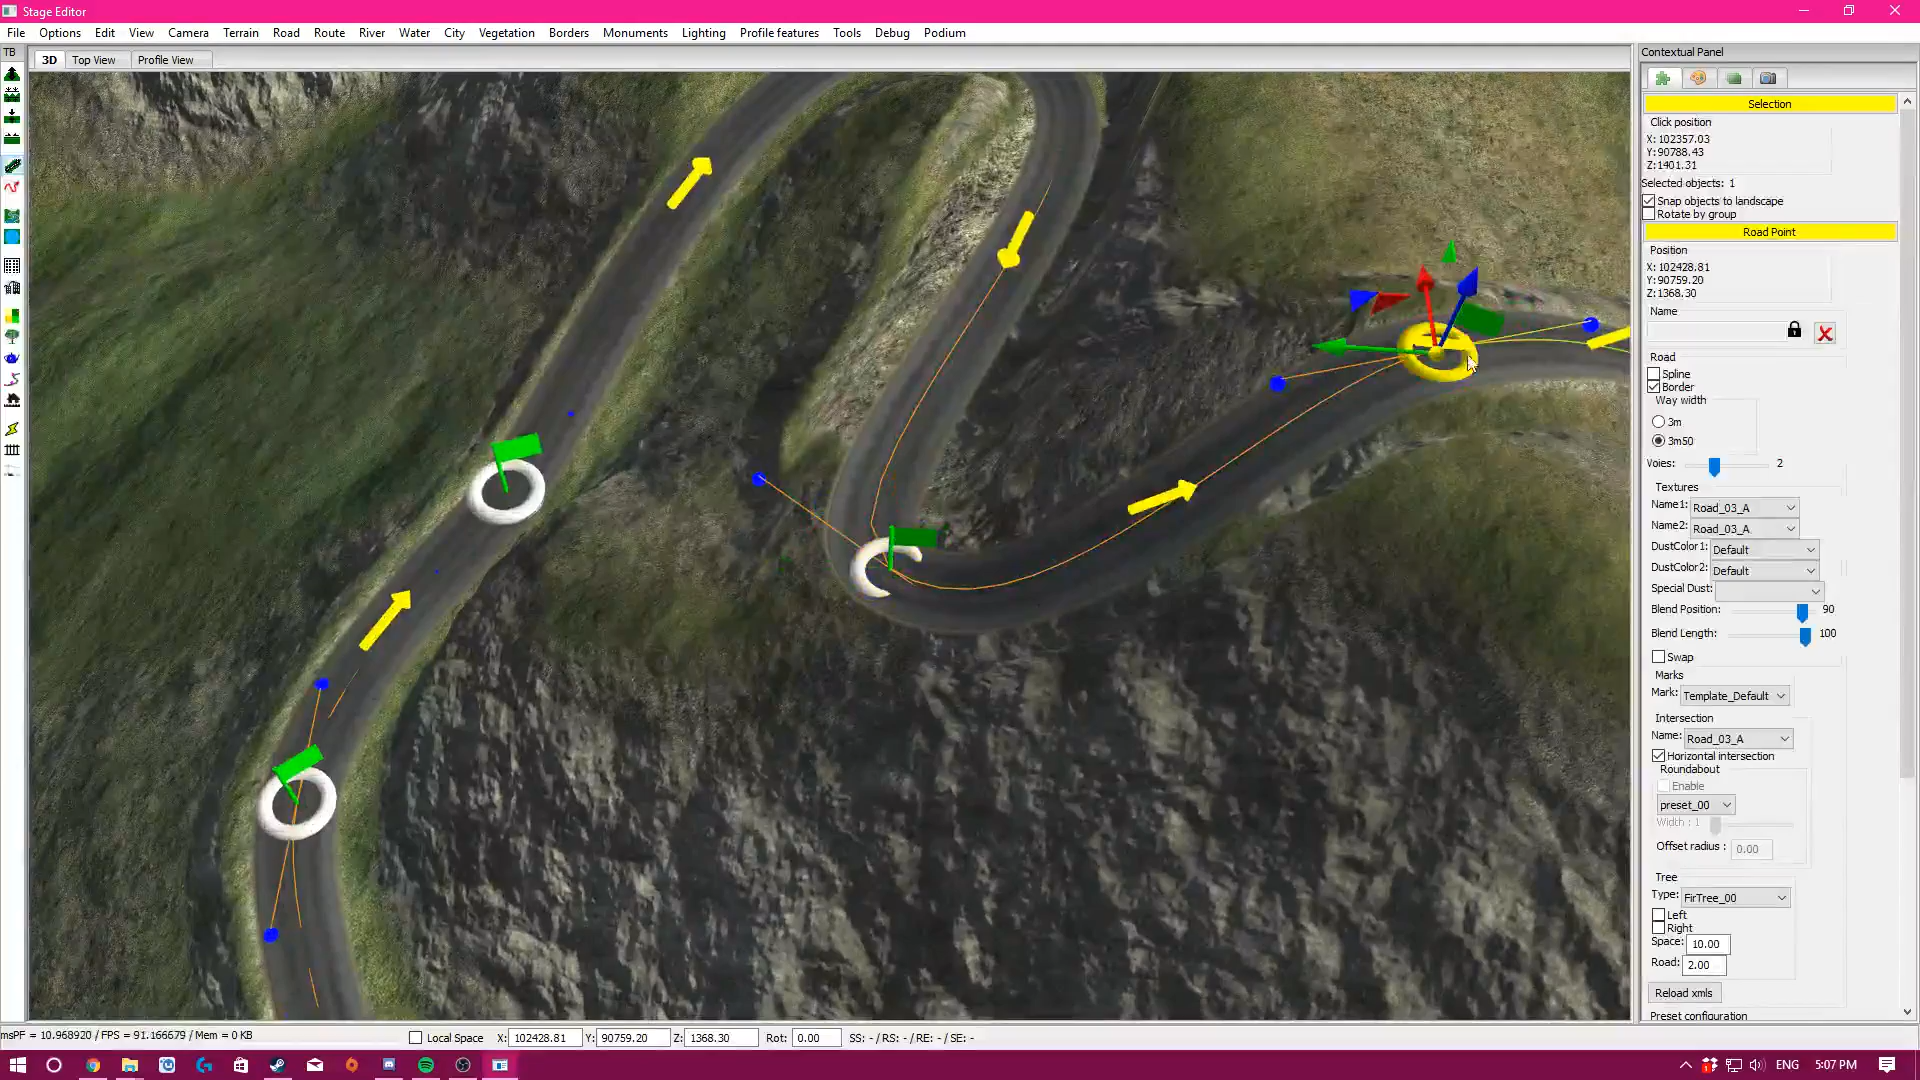 Stage Editor
File Options Edit View Camera Terrain Road Route River Water City Vegetation Borders Monuments Lighting Profile features Tools Debug Podium
TB
3D Top View Profile View
Contextual Panel
Selection
Click position
X:102357.03
Y:90788.43
Z:1401.31
Selected objects: 1
Snap objects to landscape
Rotate by group
Road Point
Position
X:102428.81
Y:90759.20
Z:1368.30
Name
Road
Spline
Border
Way width
3m
3m50
Voies: 2
Textures
Name1: Road_03_A
Name2: Road_03_A
DustColor1: Default
DustColor2: Default
Special Dust:
Blend Position: 90
Blend Length: 100
Swap
Marks
Mark: Template_Default
Intersection
Name: Road_03_A
Horizontal intersection
Roundabout
Enable
preset_00
Width : 1
Offset radius : 0.00
Tree
Type: FirTree_00
Left
Right
Space: 10.00
Road: 2.00
Reload xmls
Preset configuration
msPF = 10.968920 / FPS = 91.166679 / Mem = 0 KB
Local Space X: 102428.81 Y: 90759.20 Z: 1368.30 Rot: 0.00 SS: - / RS: - / RE: - / SE: -
ENG 5:07 PM